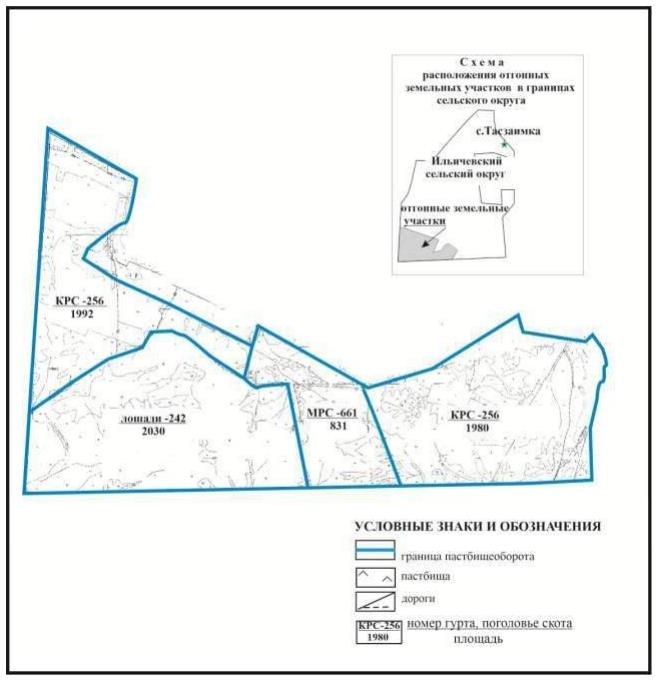 С х е м а
расположения отгонных
земельных участков в границах
сельского округа
с.Тасзаимка
Ильичевский
сельский округ
отгонные земельные
участки
КРС -256
1992
лошади -242
2030
МРС -661
831
КРС -256
1980
УСЛОВНЫЕ ЗНАКИ И ОБОЗНАЧЕНИЯ
граница пастбищеоборота
пастбища
дороги
КРС-256
1980
номер гурта, поголовье скота
площадь